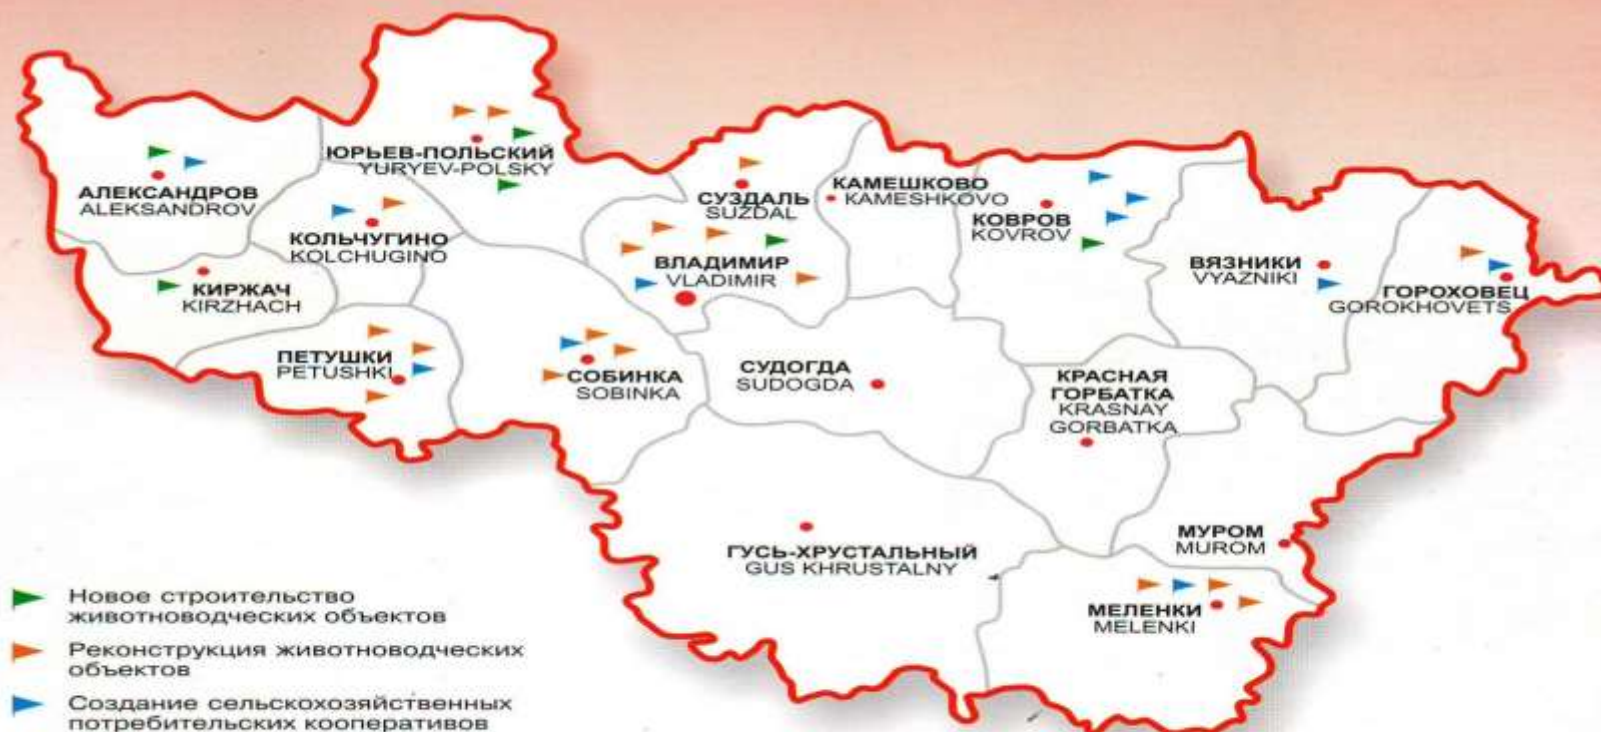 ЮРЬЕВ-ПОЛЬСКИЙ
YURYEV-POLSKY
АЛЕКСАНДРОВ
ALEKSANDROV
СУЗДАЛЬ
SUZDAL
КАМЕШКОВО
KAMESHKOVO
КОВРОВ
KOVROV
КОЛЬЧУГИНО
KOLCHUGINO
ВЛАДИМИР
VLADIMIR
ВЯЗНИКИ
VYAZNIKI
КИРЖАЧ
KIRZHACH
ГОРОХОВЕЦ
GOROKHOVETS
ПЕТУШКИ
PETUSHKI
СОБИНКА
SOBINKA
СУДОГДА
SUDOGDA
КРАСНАЯ
ГОРБАТКА
KRASNAY
GORBATKA
ГУСЬ-ХРУСТАЛЬНЫЙ
GUS KHRUSTALNY
МУРОМ
MUROM
МЕЛЕНКИ
MELENKI
Новое строительство
животноводческих объектов
Реконструкция животноводческих
объектов
Создание сельскохозяйственных
потребительских кооперативов